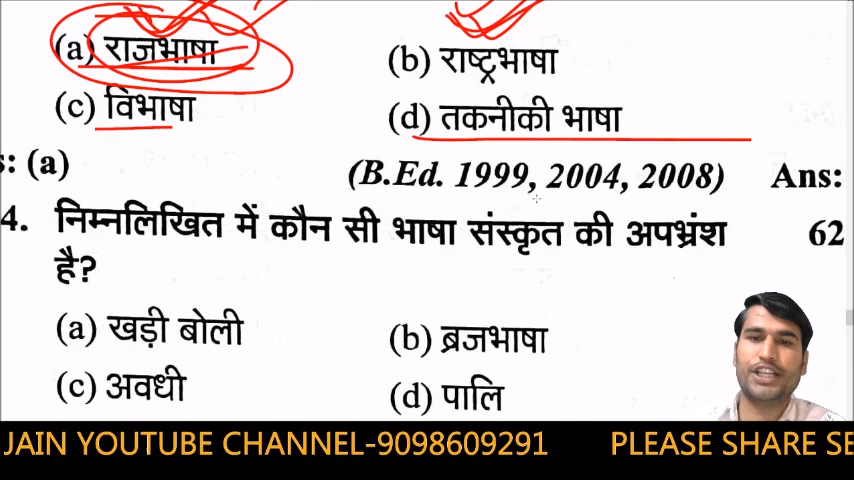 (a) राजभाषा
(b) राष्ट्रभाषा
(c) विभाषा
(d) तकनीकी भाषा
s: (a)
(B.Ed. 1999, 2004, 2008)
Ans:
4. निम्नलिखित में कौन सी भाषा संस्कृत की अपभ्रंश
62
है?
(a) खड़ी बोली
(b) ब्रजभाषा
(c) अवधी
(d) पालि
JAIN YOUTUBE CHANNEL-9098609291 PLEASE SHARE SE